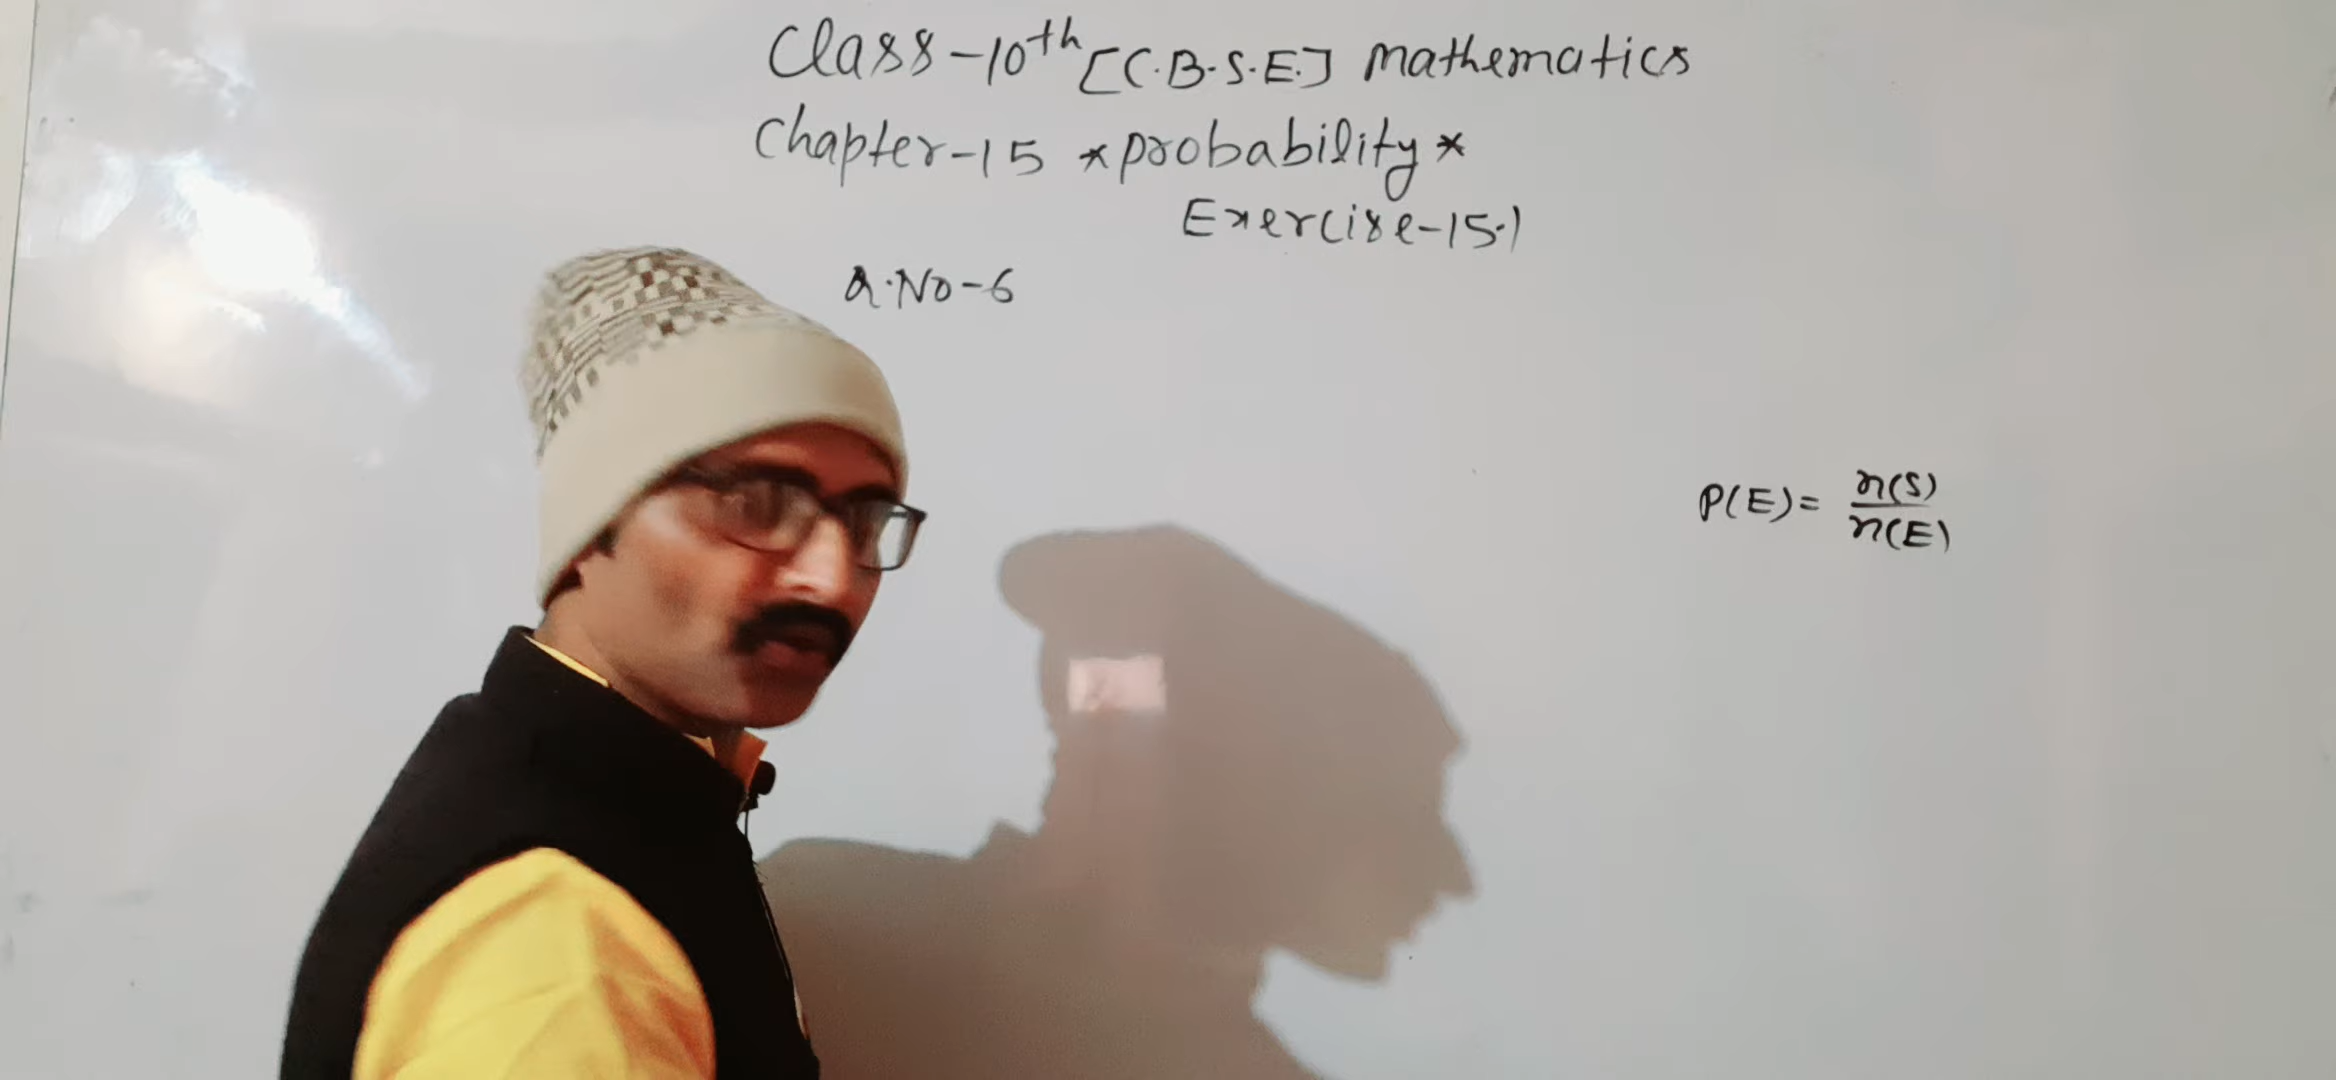 Class-10th [C.B.S.E.] Mathematics
Chapter-15 *probability*
Exercise-15.1
Q.No-6
P(E)= n(S)
n(E)